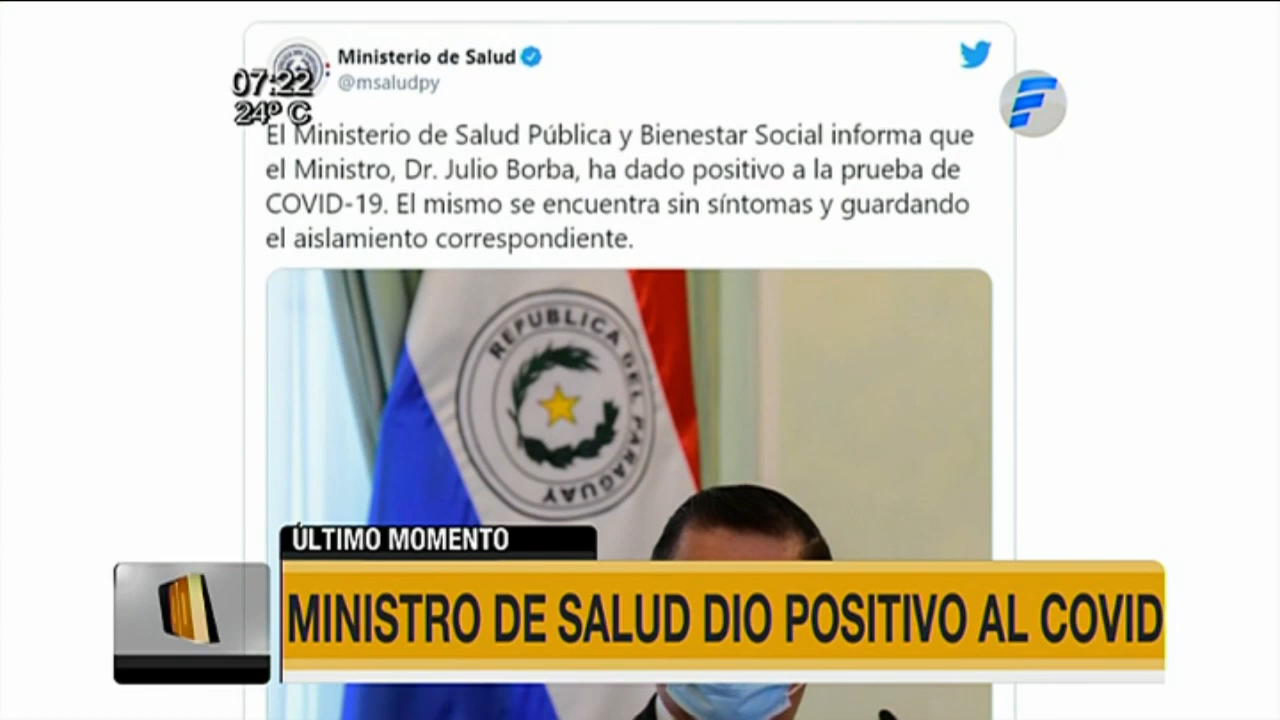 Ministerio de Salud
@msaludpy
07:22
24º C
El Ministerio de Salud Pública y Bienestar Social informa que
el Ministro, Dr. Julio Borba, ha dado positivo a la prueba de
COVID-19. El mismo se encuentra sin síntomas y guardando
el aislamiento correspondiente.
REPUBLICA DEL PARAGUAY
ÚLTIMO MOMENTO
MINISTRO DE SALUD DIO POSITIVO AL COVID